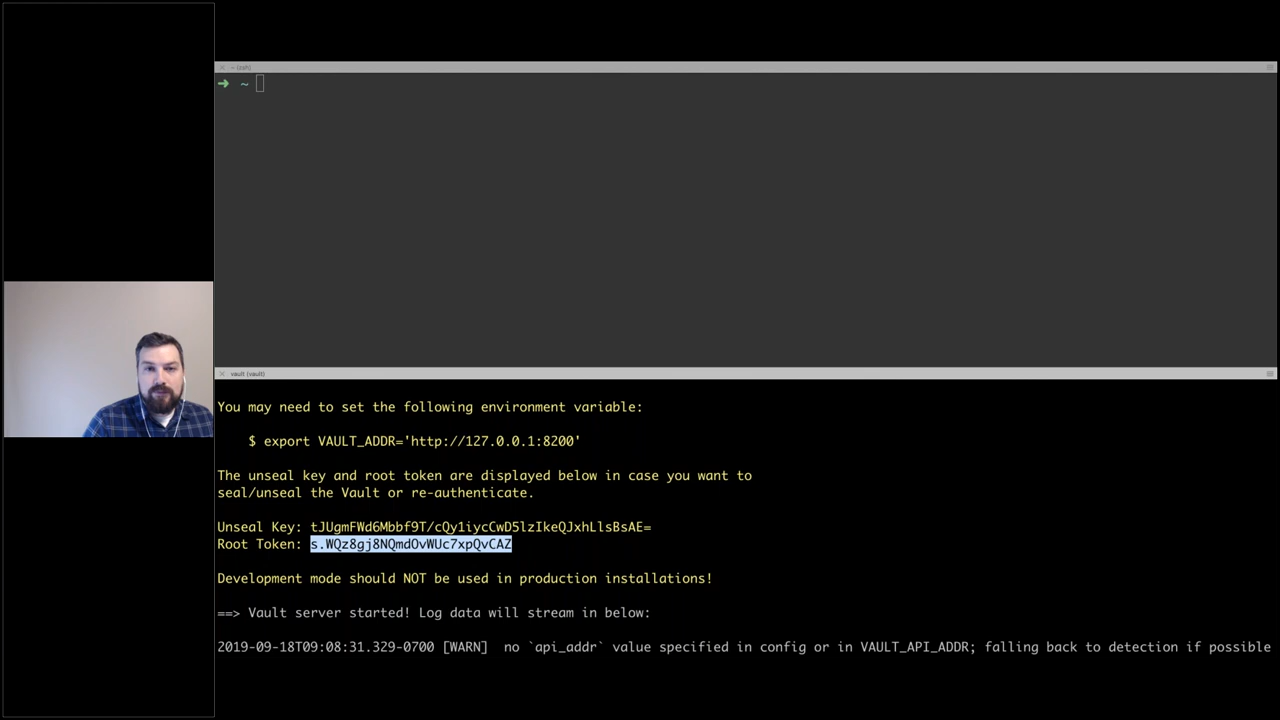 ~ (zsh)
➜ ~
vault (vault)
You may need to set the following environment variable:
$ export VAULT_ADDR='http://127.0.0.1:8200'
The unseal key and root token are displayed below in case you want to
seal/unseal the Vault or re-authenticate.
Unseal Key: tJUgmFWd6Mbbf9T/cQy1iycCwD5lzIkeQJxhLlsBsAE=
Root Token: s.WQz8gj8NQmdOvWUc7xpQvCAZ
Development mode should NOT be used in production installations!
==> Vault server started! Log data will stream in below:
2019-09-18T09:08:31.329-0700 [WARN]  no `api_addr` value specified in config or in VAULT_API_ADDR; falling back to detection if possible